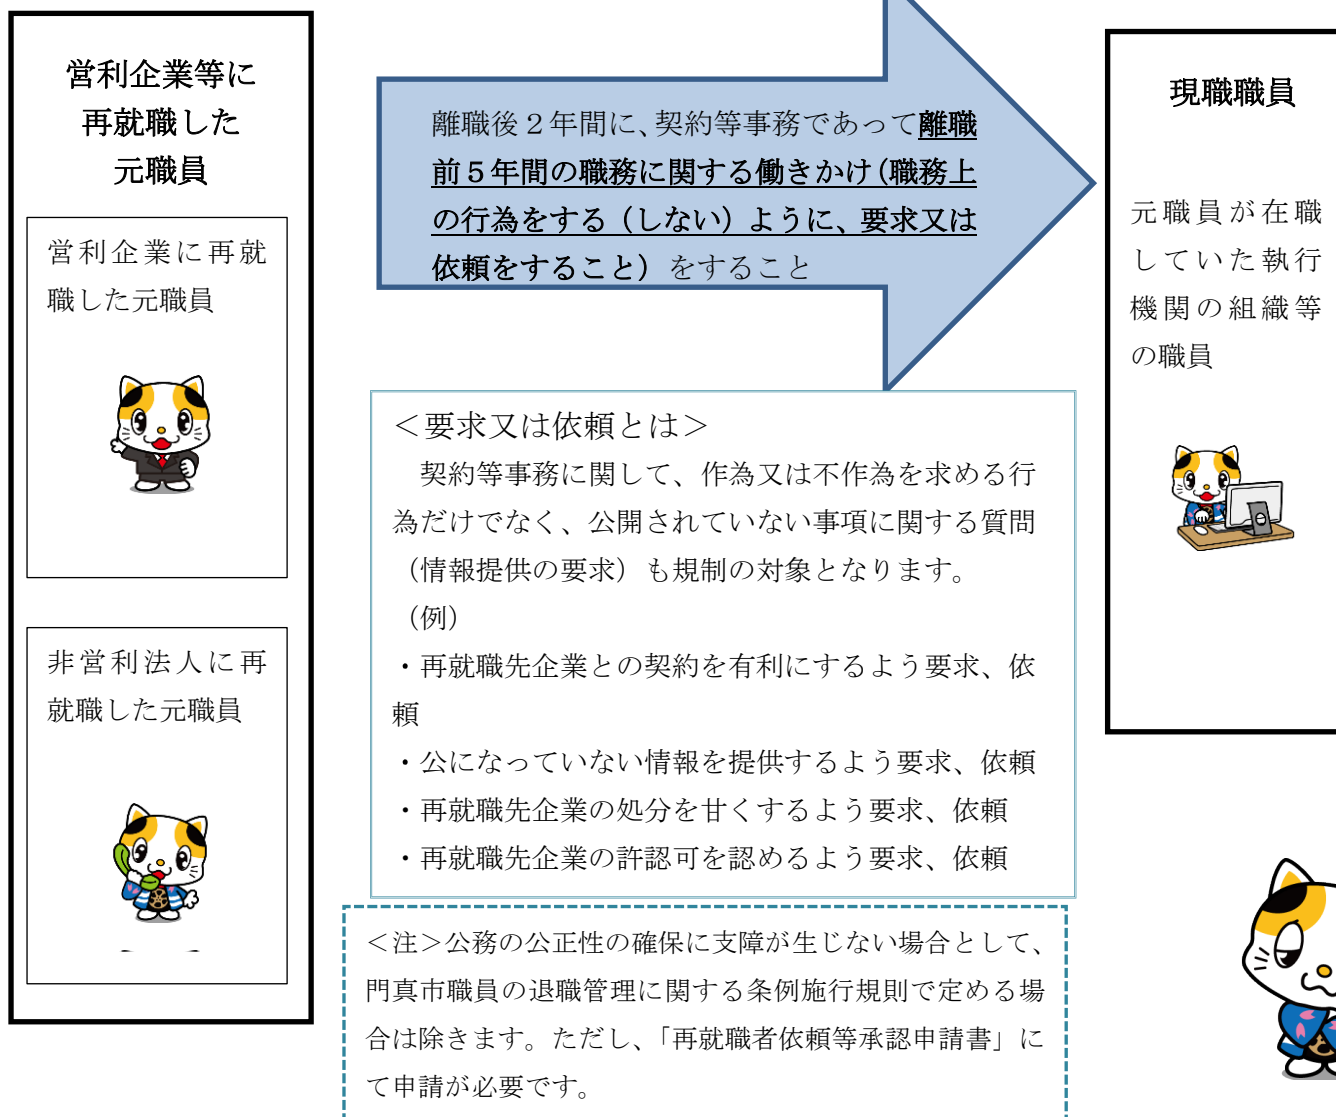 営利企業等に
再就職した
元職員
営利企業に再就
職した元職員
非営利法人に再
就職した元職員
離職後２年間に、契約等事務であって離職
前５年間の職務に関する働きかけ（職務上
の行為をする（しない）ように、要求又は
依頼をすること）をすること
＜要求又は依頼とは＞
　契約等事務に関して、作為又は不作為を求める行
為だけでなく、公開されていない事項に関する質問
（情報提供の要求）も規制の対象となります。
（例）
・再就職先企業との契約を有利にするよう要求、依
頼
・公になっていない情報を提供するよう要求、依頼
・再就職先企業の処分を甘くするよう要求、依頼
・再就職先企業の許認可を認めるよう要求、依頼
＜注＞公務の公正性の確保に支障が生じない場合として、
門真市職員の退職管理に関する条例施行規則で定める場
合は除きます。ただし、「再就職者依頼等承認申請書」に
て申請が必要です。
現職職員
元職員が在職
していた執行
機関の組織等
の職員